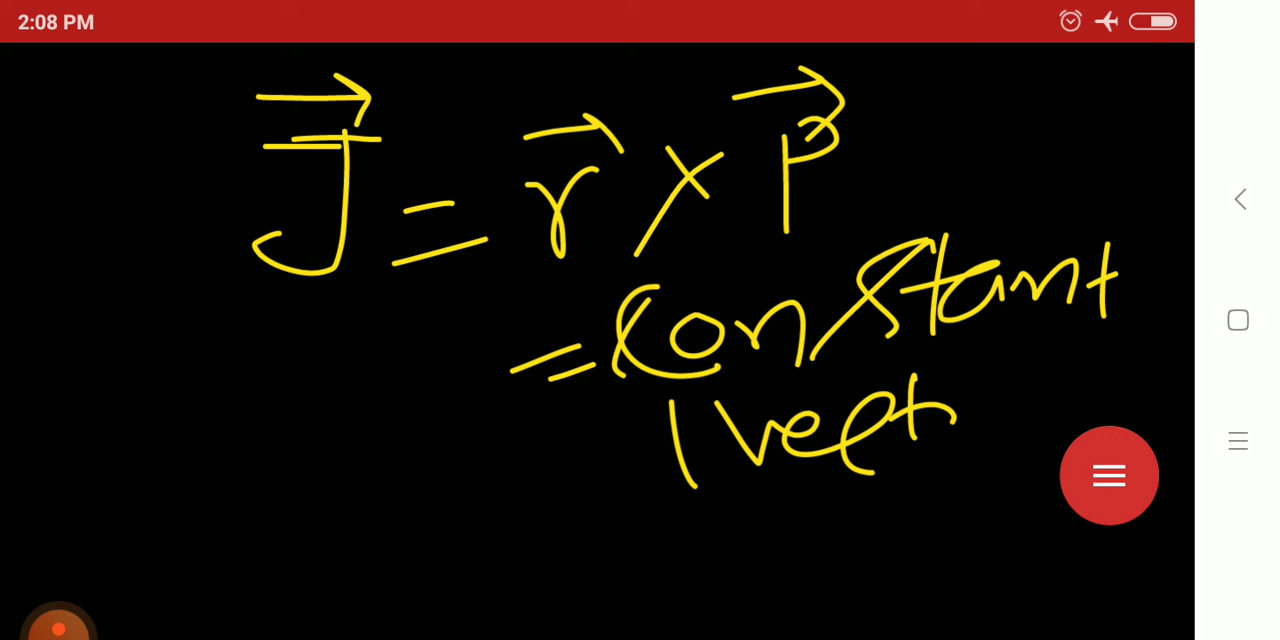 2:08 PM
J⃗ = r⃗ × P⃗
= Constant
Vect